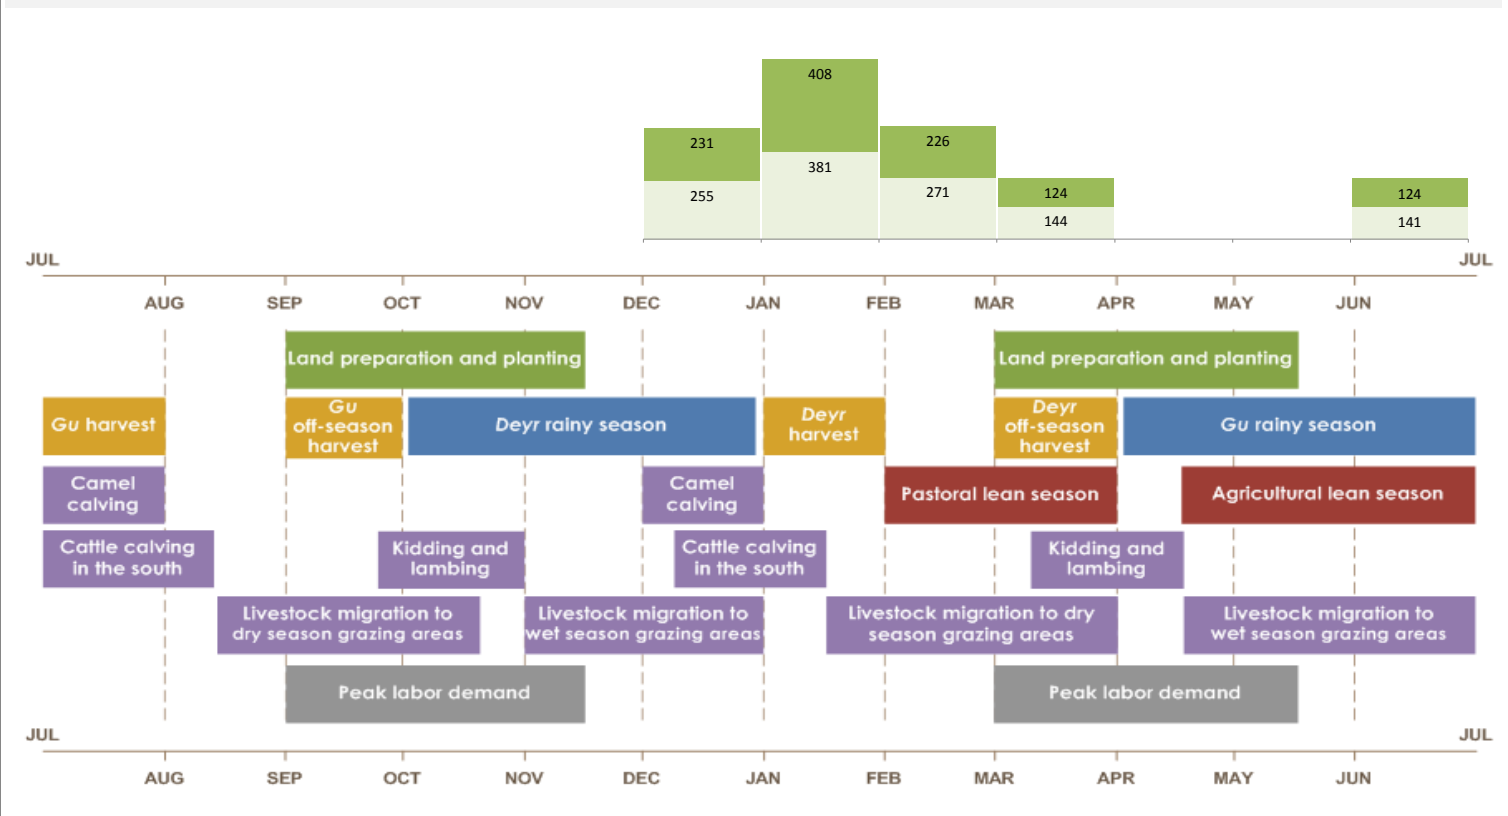 408
231
226
381
255
271
124
144
124
141
JUL
JUL
AUG
SEP
OCT
NOV
DEC
JAN
FEB
MAR
APR
MAY
JUN
Land preparation and planting
Land preparation and planting
Gu harvest
Gu
off-season
harvest
Deyr rainy season
Deyr
harvest
Deyr
off-season
harvest
Gu rainy season
Camel
calving
Camel
calving
Pastoral lean season
Agricultural lean season
Cattle calving
in the south
Kidding and
lambing
Cattle calving
in the south
Kidding and
lambing
Livestock migration to
dry season grazing areas
Livestock migration to
wet season grazing areas
Livestock migration to dry
season grazing areas
Livestock migration to
wet season grazing areas
Peak labor demand
Peak labor demand
JUL
JUL
AUG
SEP
OCT
NOV
DEC
JAN
FEB
MAR
APR
MAY
JUN